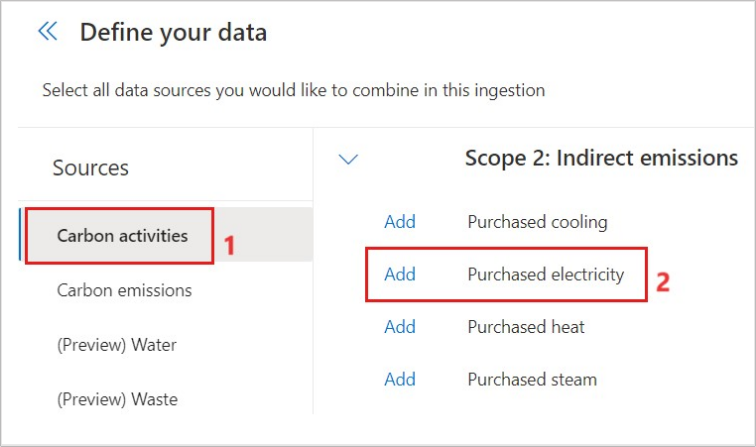 Define your data
Select all data sources you would like to combine in this ingestion
Sources
Carbon activities
1
Carbon emissions
(Preview) Water
(Preview) Waste
Scope 2: Indirect emissions
Add Purchased cooling
Add Purchased electricity
2
Add Purchased heat
Add Purchased steam